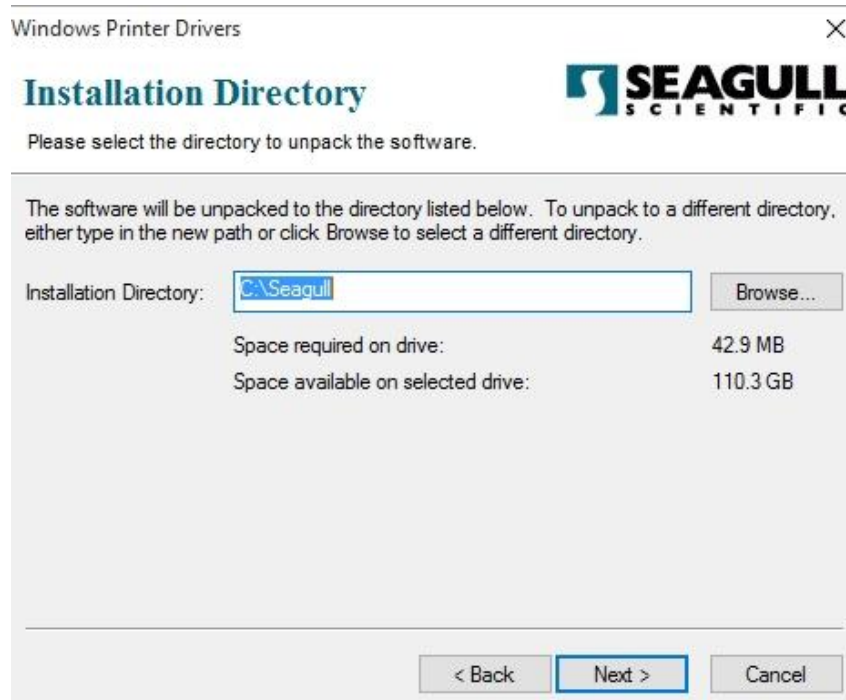 Windows Printer Drivers
Installation Directory
SEAGULL
SCIENTIFIC
Please select the directory to unpack the software.
The software will be unpacked to the directory listed below.  To unpack to a different directory,
either type in the new path or click Browse to select a different directory.
Installation Directory: C:\Seagull Browse...
Space required on drive: 42.9 MB
Space available on selected drive: 110.3 GB
< Back Next > Cancel